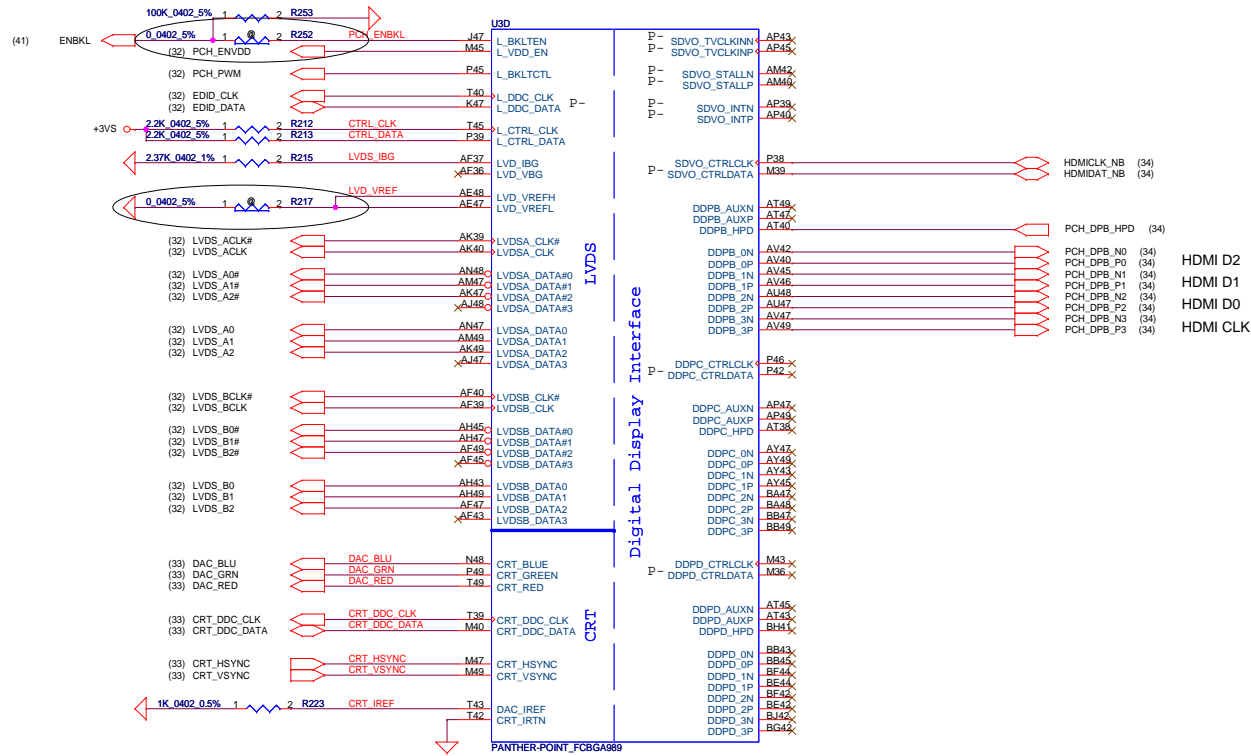 100K_0402_5% 1 2 R253
U3D
(41) ENBKL 0_0402_5% 1 @ 2 R252 PCH_ENBKL J47 L_BKLTEN
(32) PCH_ENVDD M45 L_VDD_EN
(32) PCH_PWM P45 L_BKLTCTL
(32) EDID_CLK T40 L_DDC_CLK
(32) EDID_DATA K47 L_DDC_DATA P-
+3VS 2.2K_0402_5% 1 2 R212 CTRL_CLK T45 L_CTRL_CLK
2.2K_0402_5% 1 2 R213 CTRL_DATA P39 L_CTRL_DATA
2.37K_0402_1% 1 2 R215 LVDS_IBG AF37 LVD_IBG
AF36 LVD_VBG
LVD_VREF AE48 LVD_VREFH
0_0402_5% 1 @ 2 R217 AE47 LVD_VREFL
(32) LVDS_ACLK# AK39 LVDSA_CLK#
(32) LVDS_ACLK AK40 LVDSA_CLK
(32) LVDS_A0# AN48 LVDSA_DATA#0
(32) LVDS_A1# AM47 LVDSA_DATA#1
(32) LVDS_A2# AK47 LVDSA_DATA#2
AJ48 LVDSA_DATA#3
(32) LVDS_A0 AN47 LVDSA_DATA0
(32) LVDS_A1 AM49 LVDSA_DATA1
(32) LVDS_A2 AK49 LVDSA_DATA2
AJ47 LVDSA_DATA3
(32) LVDS_BCLK# AF40 LVDSB_CLK#
(32) LVDS_BCLK AF39 LVDSB_CLK
(32) LVDS_B0# AH45 LVDSB_DATA#0
(32) LVDS_B1# AH47 LVDSB_DATA#1
(32) LVDS_B2# AF49 LVDSB_DATA#2
AF45 LVDSB_DATA#3
(32) LVDS_B0 AH43 LVDSB_DATA0
(32) LVDS_B1 AH49 LVDSB_DATA1
(32) LVDS_B2 AF47 LVDSB_DATA2
AF43 LVDSB_DATA3
(33) DAC_BLU DAC_BLU N48 CRT_BLUE
(33) DAC_GRN DAC_GRN P49 CRT_GREEN
(33) DAC_RED DAC_RED T49 CRT_RED
(33) CRT_DDC_CLK CRT_DDC_CLK T39 CRT_DDC_CLK
(33) CRT_DDC_DATA CRT_DDC_DATA M40 CRT_DDC_DATA
(33) CRT_HSYNC CRT_HSYNC M47 CRT_HSYNC
(33) CRT_VSYNC CRT_VSYNC M49 CRT_VSYNC
1K_0402_0.5% 1 2 R223 CRT_IREF T43 DAC_IREF
T42 CRT_IRTN
LVDS
CRT
Digital Display Interface
P- SDVO_TVCLKINN AP43
P- SDVO_TVCLKINP AP45
P- SDVO_STALLN AM42
P- SDVO_STALLP AM40
P- SDVO_INTN AP39
P- SDVO_INTP AP40
SDVO_CTRLCLK P38 HDMICLK_NB (34)
P- SDVO_CTRLDATA M39 HDMIDAT_NB (34)
DDPB_AUXN AT49
DDPB_AUXP AT47
DDPB_HPD AT40 PCH_DPB_HPD (34)
DDPB_0N AV42 PCH_DPB_N0 (34)
DDPB_0P AV40 PCH_DPB_P0 (34) HDMI D2
DDPB_1N AV45 PCH_DPB_N1 (34)
DDPB_1P AV46 PCH_DPB_P1 (34) HDMI D1
DDPB_2N AU48 PCH_DPB_N2 (34)
DDPB_2P AU47 PCH_DPB_P2 (34) HDMI D0
DDPB_3N AV47 PCH_DPB_N3 (34)
DDPB_3P AV49 PCH_DPB_P3 (34) HDMI CLK
DDPC_CTRLCLK P46
P- DDPC_CTRLDATA P42
DDPC_AUXN AP47
DDPC_AUXP AP49
DDPC_HPD AT38
DDPC_0N AY47
DDPC_0P AY49
DDPC_1N AY43
DDPC_1P AY45
DDPC_2N BA47
DDPC_2P BA48
DDPC_3N BB47
DDPC_3P BB49
DDPD_CTRLCLK M43
P- DDPD_CTRLDATA M36
DDPD_AUXN AT45
DDPD_AUXP AT43
DDPD_HPD BH41
DDPD_0N BB43
DDPD_0P BB45
DDPD_1N BF44
DDPD_1P BE44
DDPD_2N BF42
DDPD_2P BE42
DDPD_3N BJ42
DDPD_3P BG42
PANTHER-POINT_FCBGA989